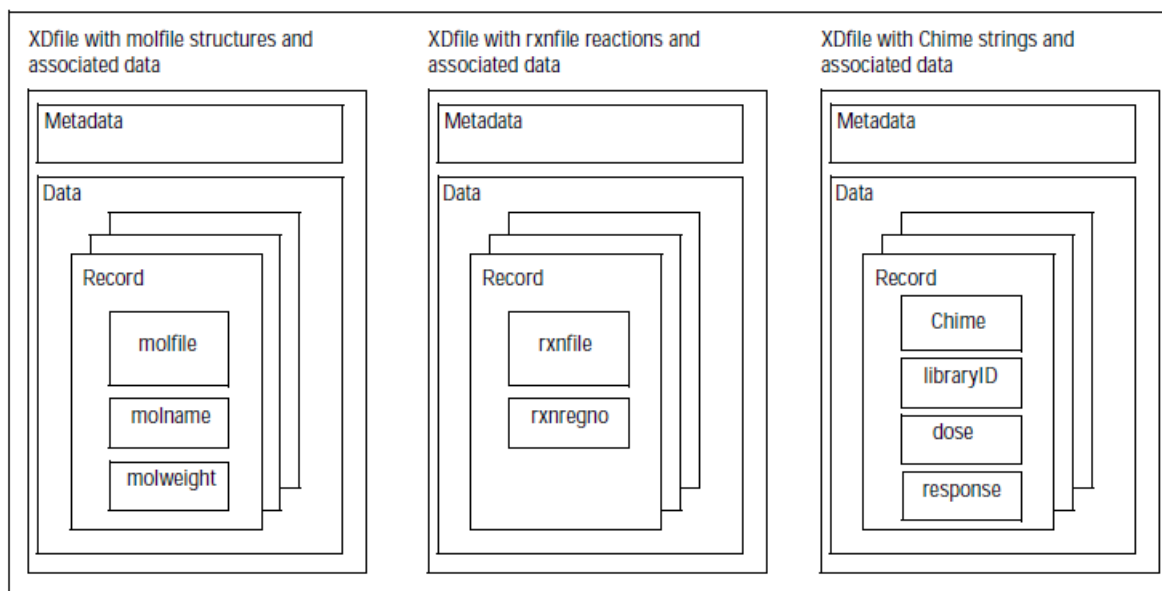 XDfile with molfile structures and
associated data
Metadata
Data
Record
molfile
molname
molweight
XDfile with rxnfile reactions and
associated data
Metadata
Data
Record
rxnfile
rxnregno
XDfile with Chime strings and
associated data
Metadata
Data
Record
Chime
libraryID
dose
response